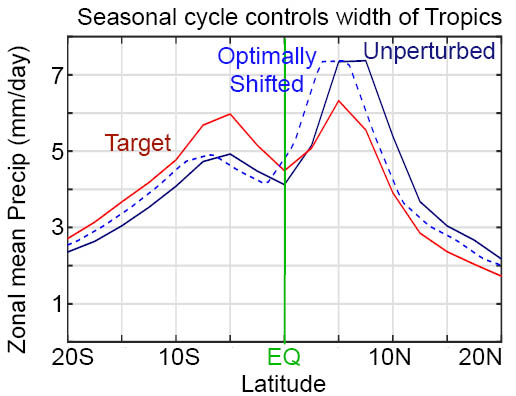 Seasonal cycle controls width of Tropics
Optimally
Shifted
Unperturbed
Target
Zonal mean Precip (mm/day)
7
5
3
1
20S
10S
EQ
10N
20N
Latitude